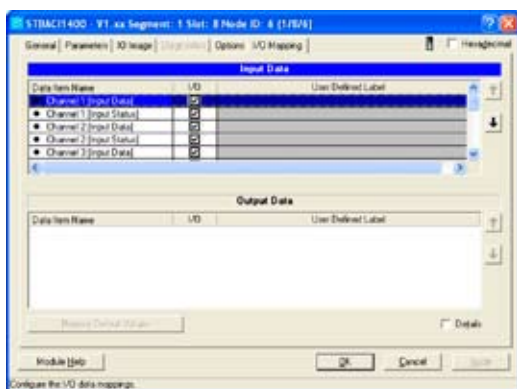 STBACI1400 - V1.xx Segment: 1 Slot: 8 Node ID: 6 (1/8/6)
General Parameters IO Image Diagnostics Options I/O Mapping Hexadecimal
Input Data
Data Item Name I/O User Defined Label
Channel 1 [Input Data]
Channel 1 [Input Status]
Channel 2 [Input Data]
Channel 2 [Input Status]
Channel 3 [Input Data]
Output Data
Data Item Name I/O User Defined Label
Restore Default Values Details
Module Help OK Cancel Apply
Configure the I/O data mappings.